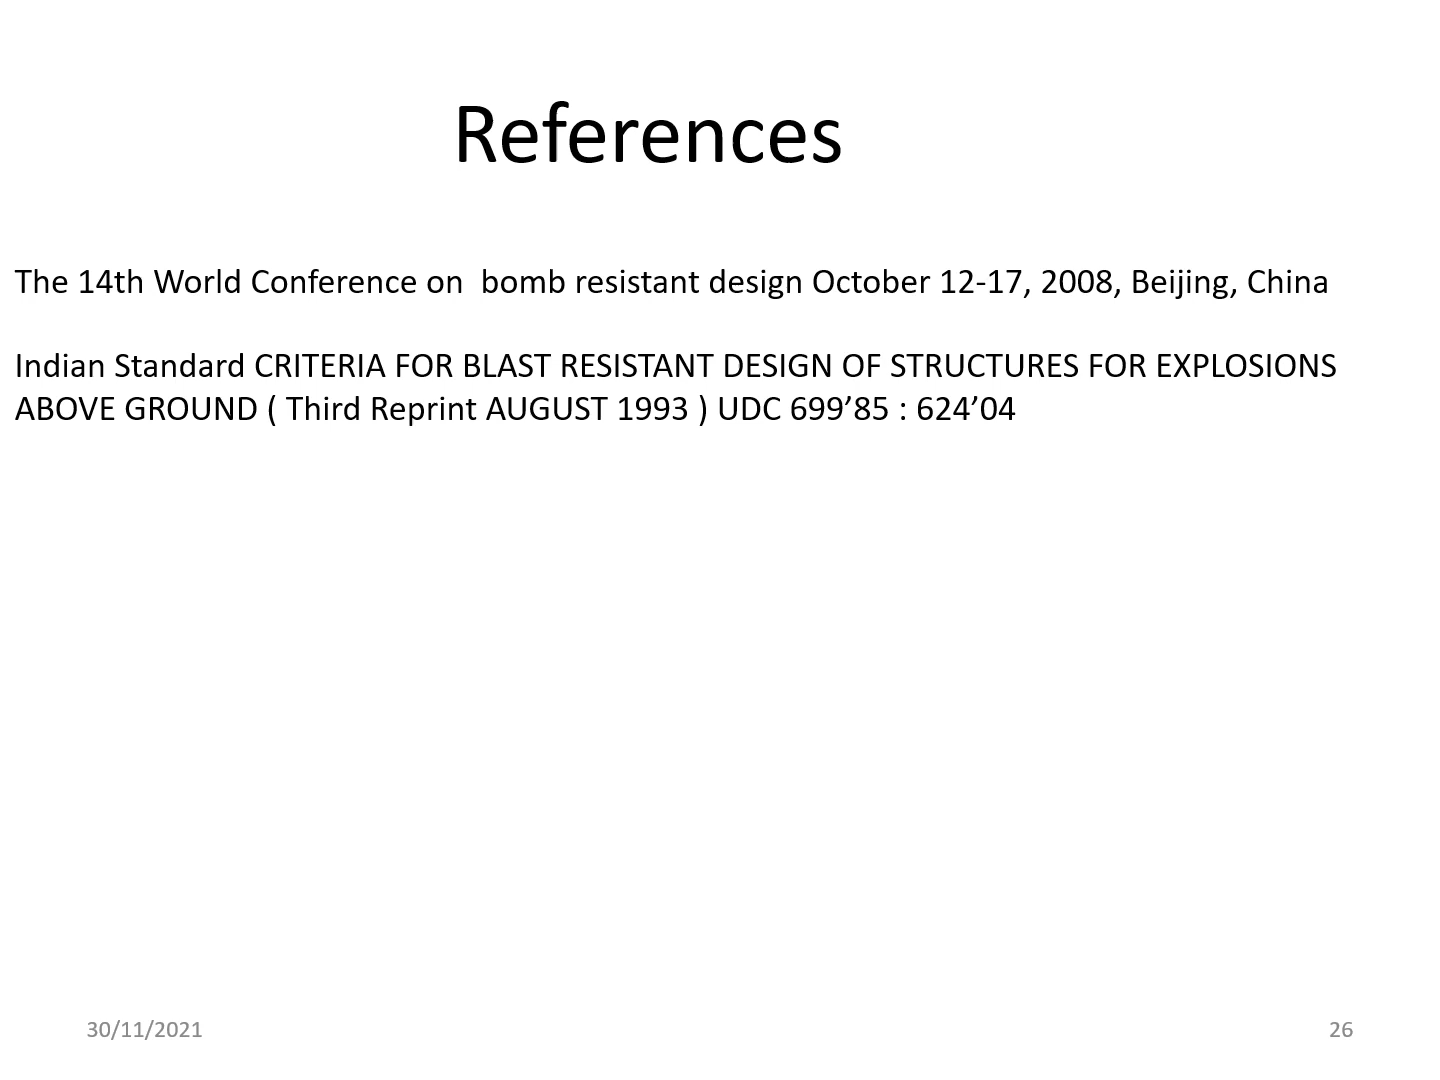 References
The 14th World Conference on  bomb resistant design October 12-17, 2008, Beijing, China
Indian Standard CRITERIA FOR BLAST RESISTANT DESIGN OF STRUCTURES FOR EXPLOSIONS
ABOVE GROUND ( Third Reprint AUGUST 1993 ) UDC 699’85 : 624’04
30/11/2021
26